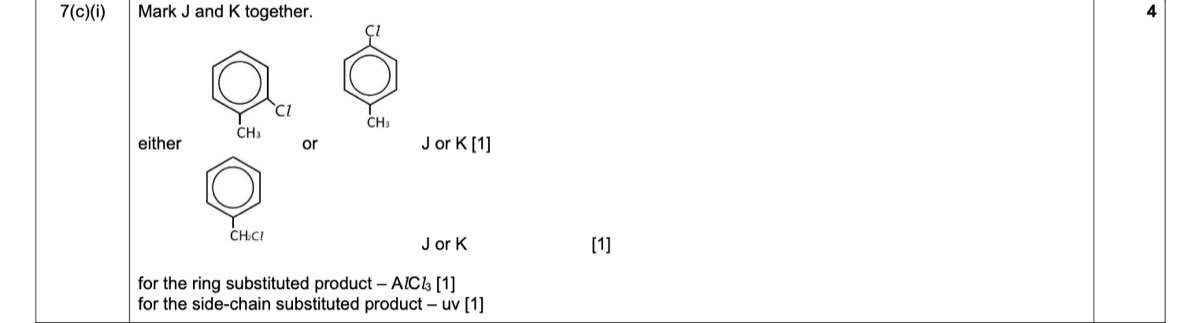 7(c)(i) Mark J and K together. 4
Cl
Cl
CH₃
CH₃
either or J or K [1]
CH₂Cl
J or K [1]
for the ring substituted product – AlCl₃ [1]
for the side-chain substituted product – uv [1]